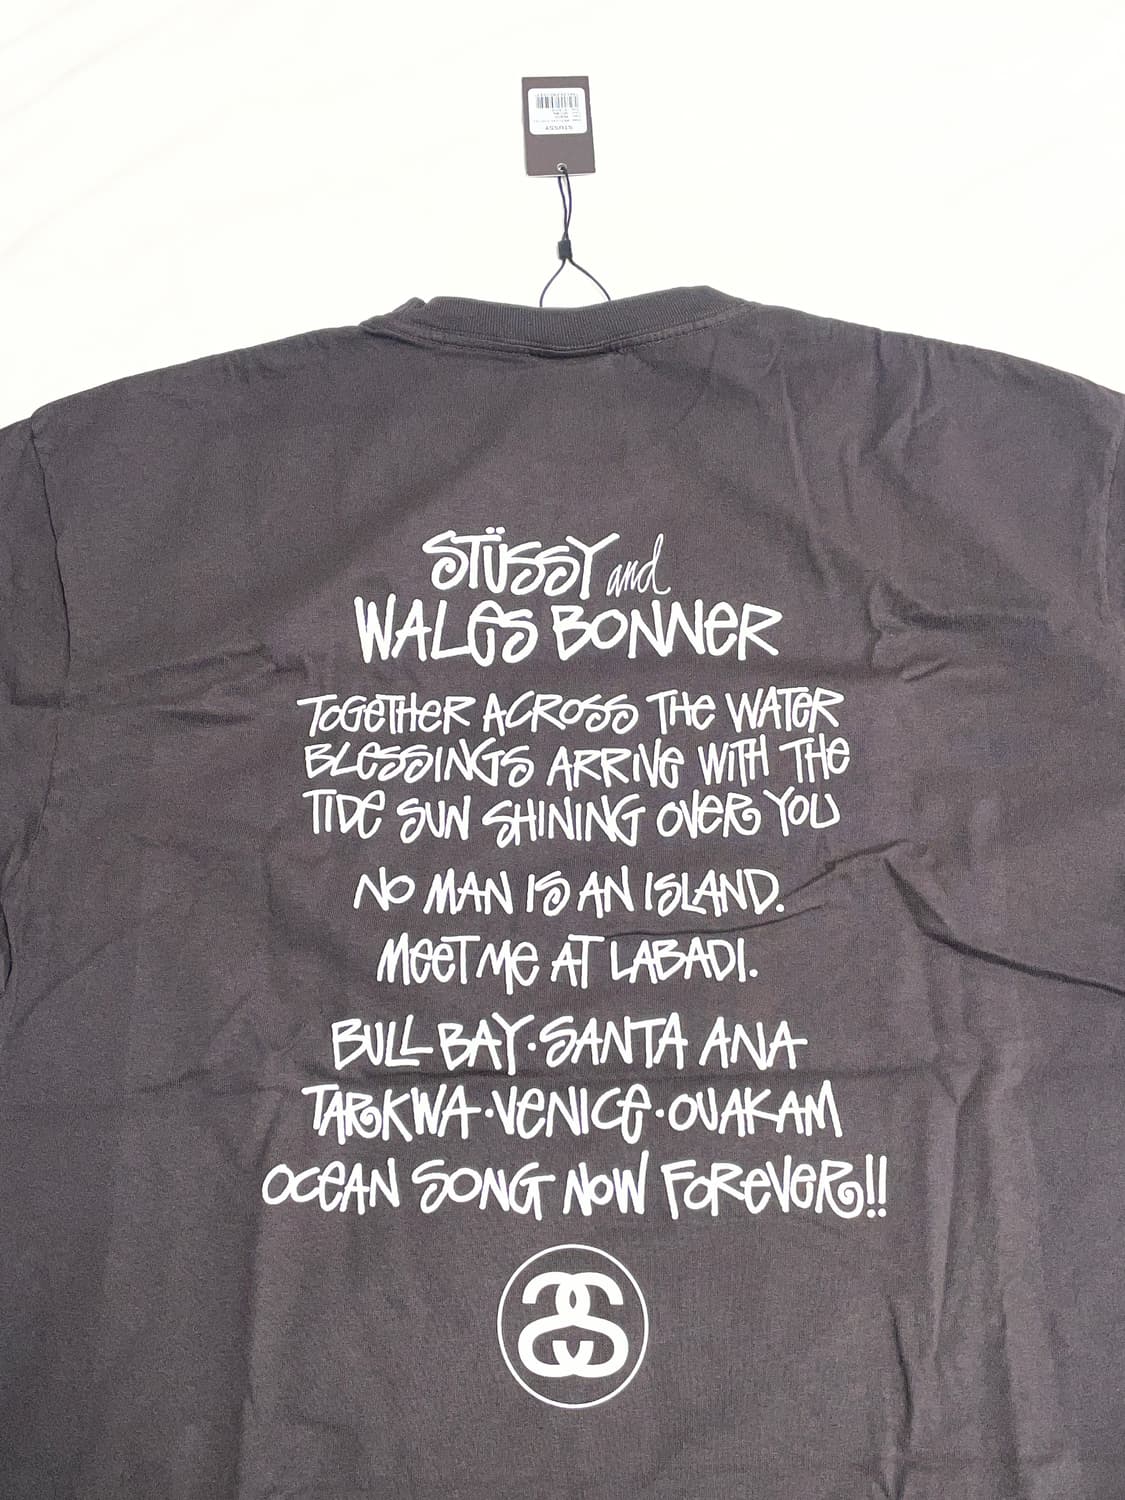 STÜSSY
STÜSSY and
WALES BONNER
TOGETHER ACROSS THE WATER
BLESSINGS ARRIVE WITH THE
TIDE SUN SHINING OVER YOU
NO MAN IS AN ISLAND.
MEET ME AT LABADI.
BULL BAY · SANTA ANA
TARKWA · VENICE · OUAKAM
OCEAN SONG NOW FOREVER!!